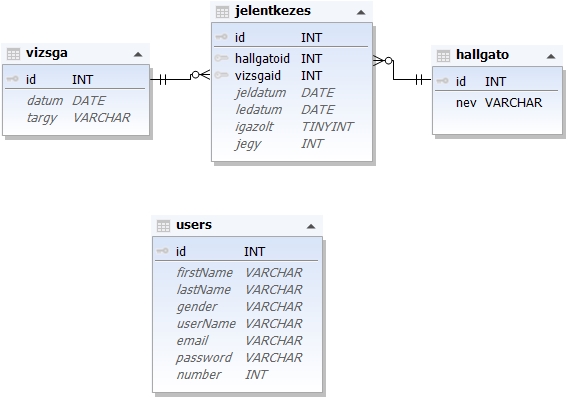 vizsga
id INT
datum DATE
targy VARCHAR
jelentkezes
id INT
hallgatoid INT
vizsgaid INT
jeldatum DATE
ledatum DATE
igazolt TINYINT
jegy INT
hallgato
id INT
nev VARCHAR
users
id INT
firstName VARCHAR
lastName VARCHAR
gender VARCHAR
userName VARCHAR
email VARCHAR
password VARCHAR
number INT